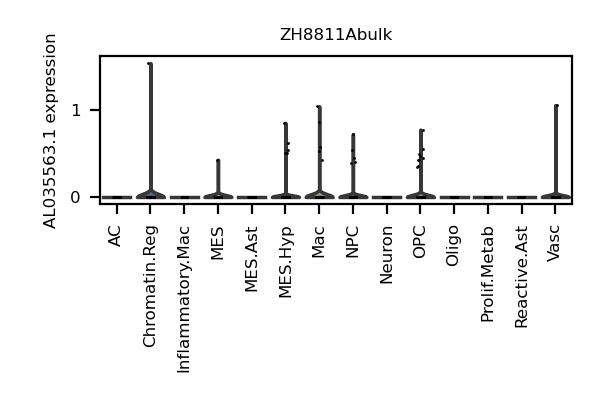 ZH8811Abulk
AL035563.1 expression
1
0
AC
Chromatin.Reg
Inflammatory.Mac
MES
MES.Ast
MES.Hyp
Mac
NPC
Neuron
OPC
Oligo
Prolif.Metab
Reactive.Ast
Vasc